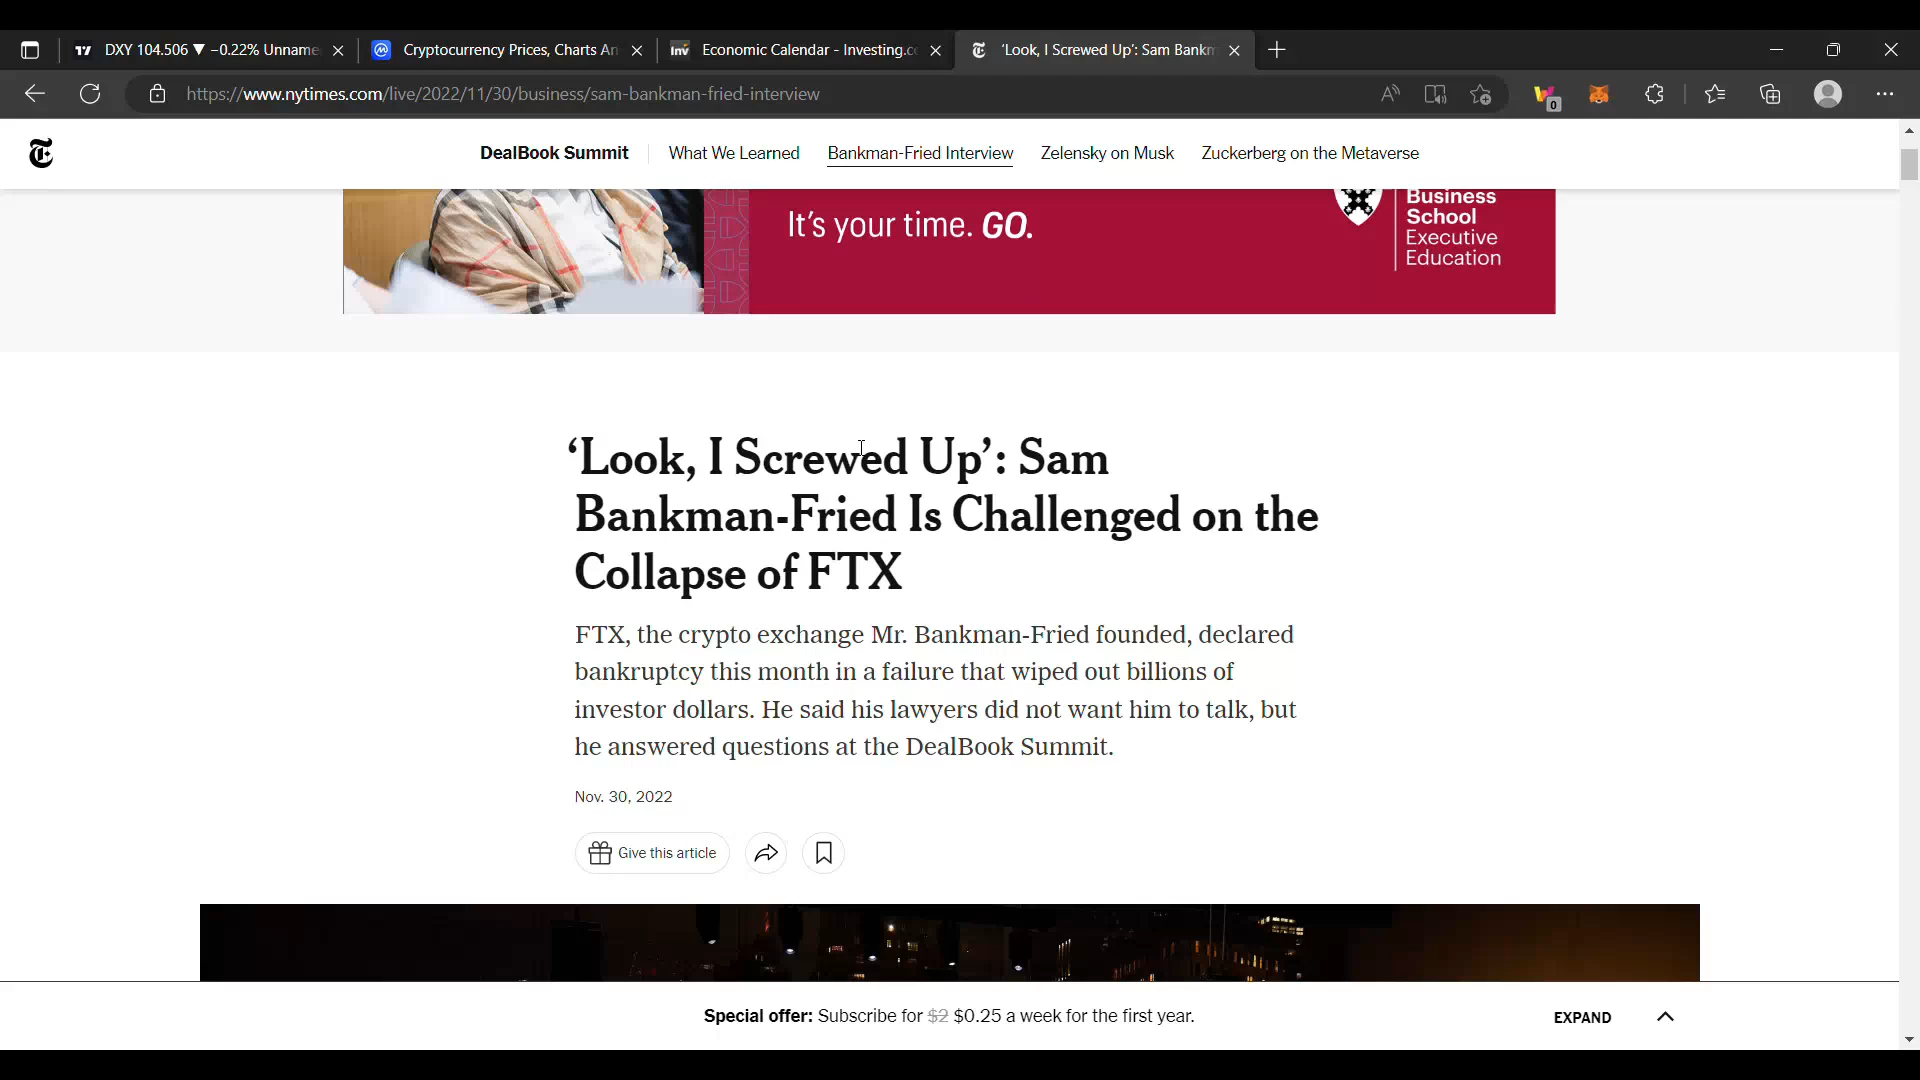 DXY 104.506 ▼ −0.22% Unname
Cryptocurrency Prices, Charts An
Inv Economic Calendar - Investing.c
'Look, I Screwed Up': Sam Bankm
https://www.nytimes.com/live/2022/11/30/business/sam-bankman-fried-interview
0
DealBook Summit
What We Learned
Bankman-Fried Interview
Zelensky on Musk
Zuckerberg on the Metaverse
It's your time. GO.
Business
School
Executive
Education
‘Look, I Screwed Up’: Sam
Bankman-Fried Is Challenged on the
Collapse of FTX
FTX, the crypto exchange Mr. Bankman-Fried founded, declared
bankruptcy this month in a failure that wiped out billions of
investor dollars. He said his lawyers did not want him to talk, but
he answered questions at the DealBook Summit.
Nov. 30, 2022
Give this article
Special offer: Subscribe for $2 $0.25 a week for the first year.
EXPAND